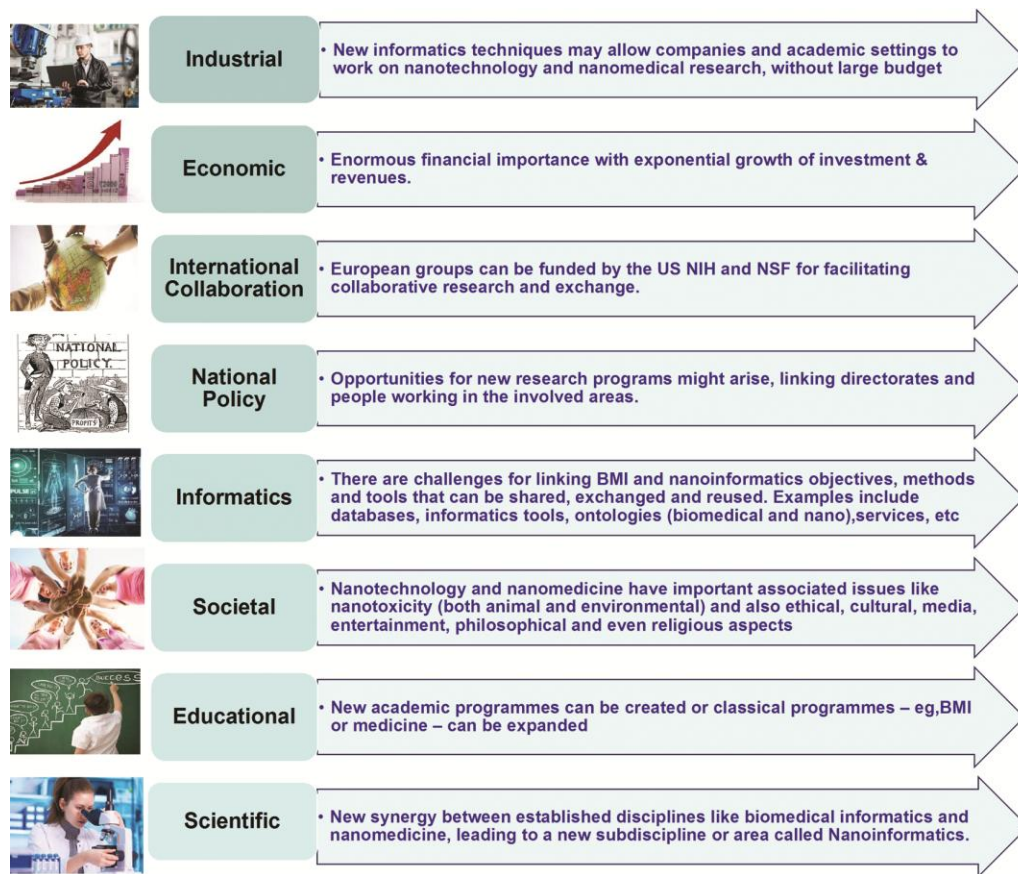 Industrial
• New informatics techniques may allow companies and academic settings to
work on nanotechnology and nanomedical research, without large budget
Economic
• Enormous financial importance with exponential growth of investment &
revenues.
International
Collaboration
• European groups can be funded by the US NIH and NSF for facilitating
collaborative research and exchange.
NATIONAL
POLICY.
PROFITS
National
Policy
• Opportunities for new research programs might arise, linking directorates and
people working in the involved areas.
Informatics
• There are challenges for linking BMI and nanoinformatics objectives, methods
and tools that can be shared, exchanged and reused. Examples include
databases, informatics tools, ontologies (biomedical and nano),services, etc
Societal
• Nanotechnology and nanomedicine have important associated issues like
nanotoxicity (both animal and environmental) and also ethical, cultural, media,
entertainment, philosophical and even religious aspects
success
Educational
• New academic programmes can be created or classical programmes – eg,BMI
or medicine – can be expanded
Scientific
• New synergy between established disciplines like biomedical informatics and
nanomedicine, leading to a new subdiscipline or area called Nanoinformatics.